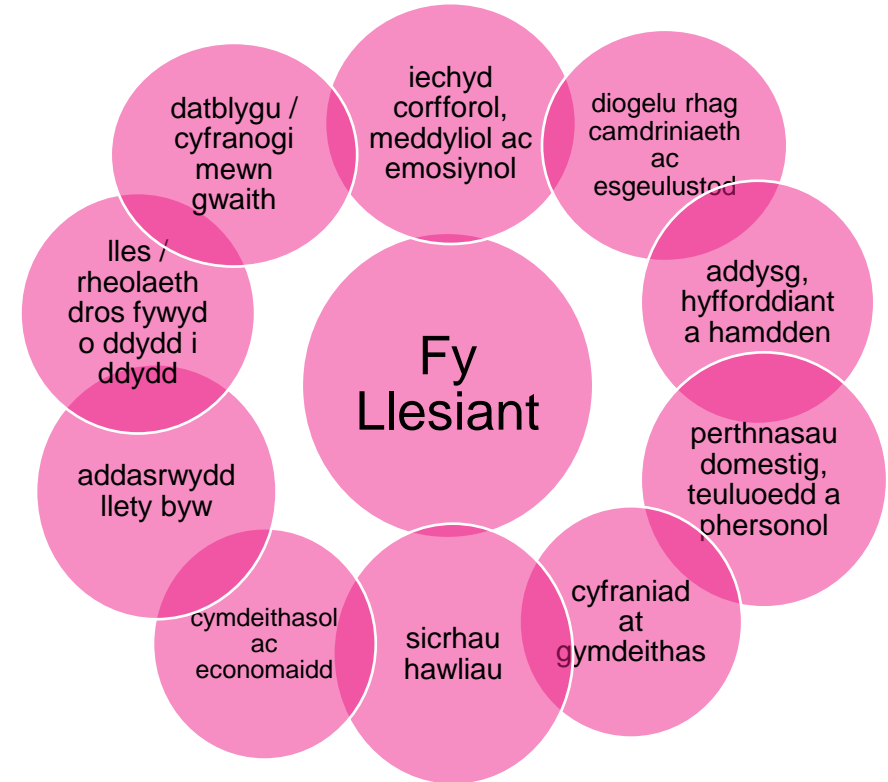 iechyd
corfforol,
meddyliol ac
emosiynol
diogelu rhag
camdriniaeth
ac
esgeulustod
addysg,
hyfforddiant
a hamdden
perthnasau
domestig,
teuluoedd a
phersonol
cyfraniad
at
gymdeithas
sicrhau
hawliau
cymdeithasol
ac
economaidd
addasrwydd
llety byw
lles /
rheolaeth
dros fywyd
o ddydd i
ddydd
datblygu /
cyfranogi
mewn
gwaith
Fy
Llesiant